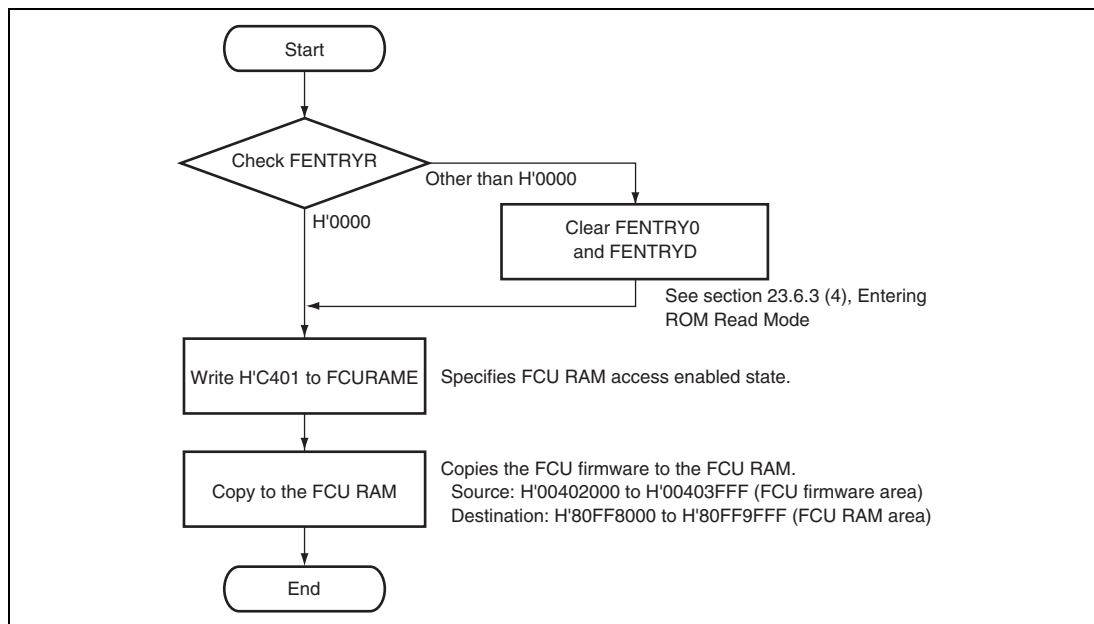 Start
Check FENTRYR
Other than H'0000
H'0000
Clear FENTRY0
and FENTRYD
See section 23.6.3 (4), Entering
ROM Read Mode
Write H'C401 to FCURAME
Specifies FCU RAM access enabled state.
Copy to the FCU RAM
Copies the FCU firmware to the FCU RAM.
Source: H'00402000 to H'00403FFF (FCU firmware area)
Destination: H'80FF8000 to H'80FF9FFF (FCU RAM area)
End